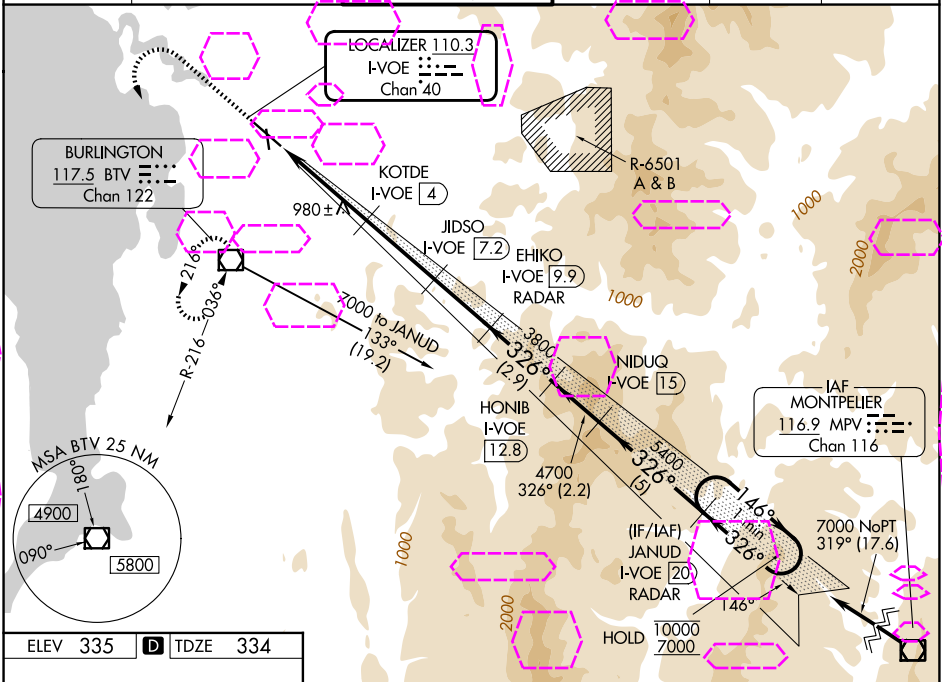 LOCALIZER 110.3
I-VOE
Chan 40
BURLINGTON
117.5 BTV
Chan 122
KOTDE
I-VOE 4
980±
R-6501
A & B
1000
JIDSO
I-VOE 7.2
EHIKO
I-VOE 9.9
RADAR
2000
1000
216°
036°
R-216
7000 to JANUD
133°
(19.2)
3800
326°
(2.9)
NIDUQ
I-VOE 15
HONIB
I-VOE
12.8
IAF
MONTPELIER
116.9 MPV
Chan 116
4700
326° (2.2)
5400
326°
(5)
MSA BTV 25 NM
180°
4900
090°
5800
1000
2000
146°
1 min
326°
7000 NoPT
319° (17.6)
(IF/IAF)
JANUD
I-VOE 20
RADAR
146°
HOLD 10000
7000
ELEV 335 D TDZE 334